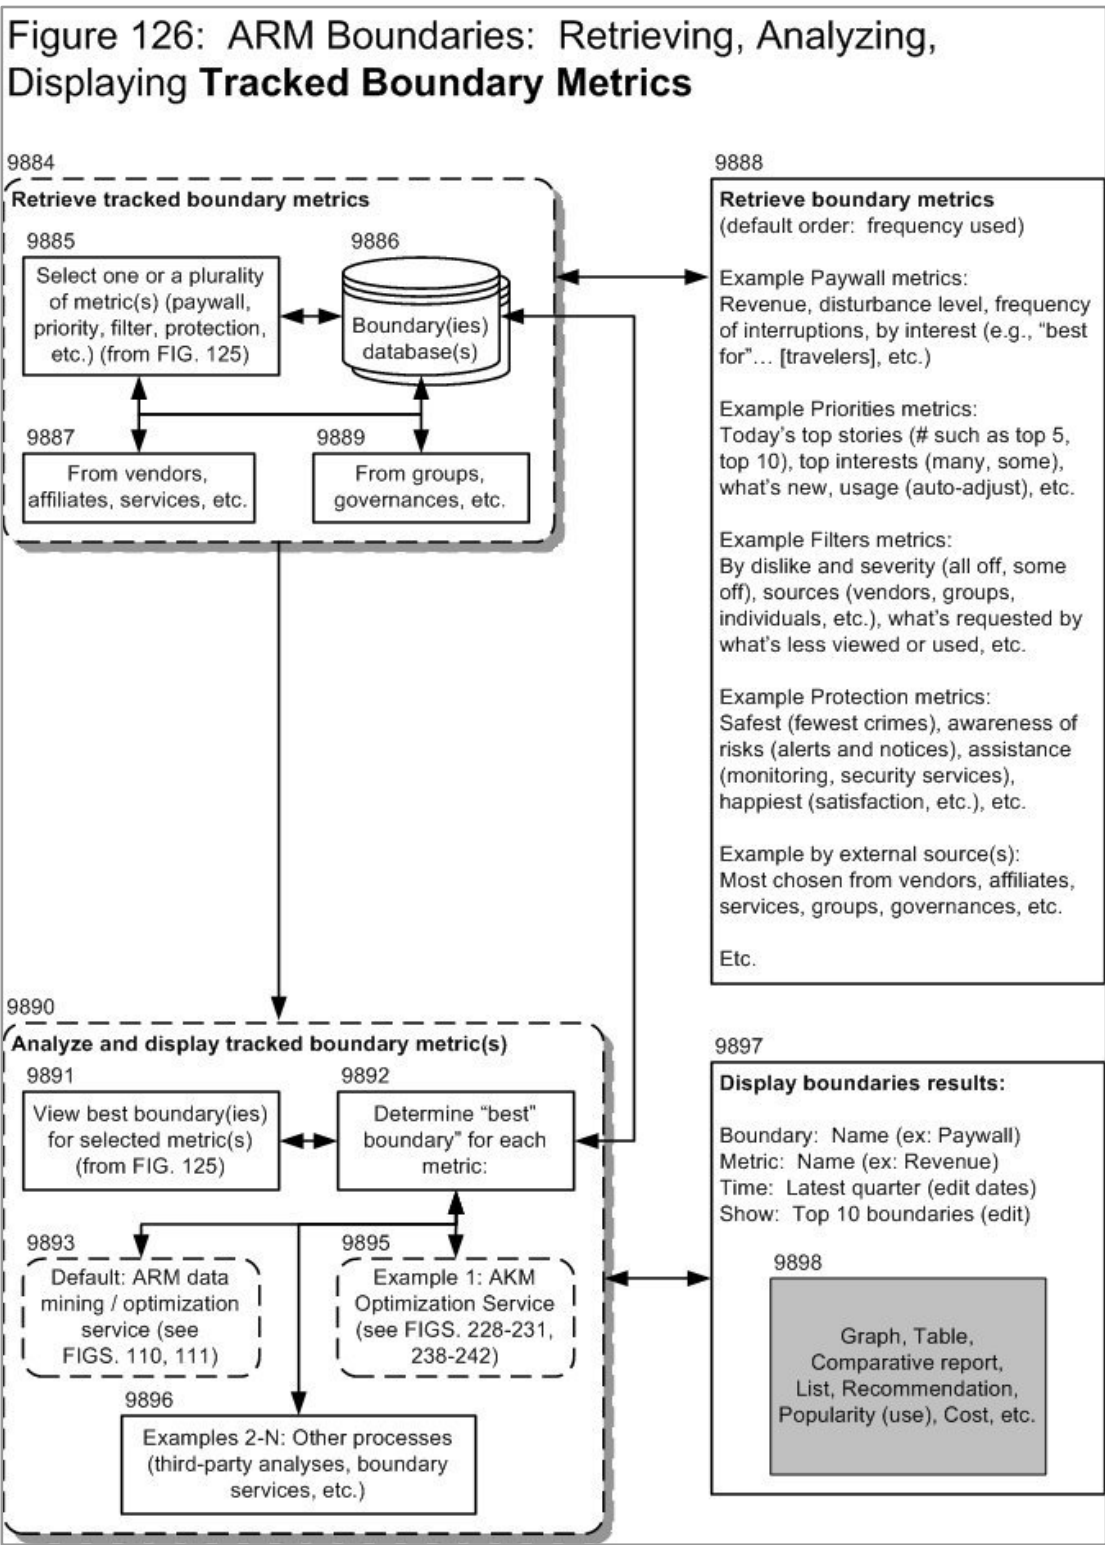 Figure 126: ARM Boundaries: Retrieving, Analyzing,
Displaying Tracked Boundary Metrics
9884
Retrieve tracked boundary metrics
9885
Select one or a plurality
of metric(s) (paywall,
priority, filter, protection,
etc.) (from FIG. 125)
9886
Boundary(ies)
database(s)
9887
From vendors,
affiliates, services, etc.
9889
From groups,
governances, etc.
9888
Retrieve boundary metrics
(default order: frequency used)
Example Paywall metrics:
Revenue, disturbance level, frequency
of interruptions, by interest (e.g., “best
for”… [travelers], etc.)
Example Priorities metrics:
Today’s top stories (# such as top 5,
top 10), top interests (many, some),
what’s new, usage (auto-adjust), etc.
Example Filters metrics:
By dislike and severity (all off, some
off), sources (vendors, groups,
individuals, etc.), what’s requested by
what’s less viewed or used, etc.
Example Protection metrics:
Safest (fewest crimes), awareness of
risks (alerts and notices), assistance
(monitoring, security services),
happiest (satisfaction, etc.), etc.
Example by external source(s):
Most chosen from vendors, affiliates,
services, groups, governances, etc.
Etc.
9890
Analyze and display tracked boundary metric(s)
9891
View best boundary(ies)
for selected metric(s)
(from FIG. 125)
9892
Determine “best”
boundary” for each
metric:
9893
Default: ARM data
mining / optimization
service (see
FIGS. 110, 111)
9895
Example 1: AKM
Optimization Service
(see FIGS. 228-231,
238-242)
9896
Examples 2-N: Other processes
(third-party analyses, boundary
services, etc.)
9897
Display boundaries results:
Boundary: Name (ex: Paywall)
Metric: Name (ex: Revenue)
Time: Latest quarter (edit dates)
Show: Top 10 boundaries (edit)
9898
Graph, Table,
Comparative report,
List, Recommendation,
Popularity (use), Cost, etc.